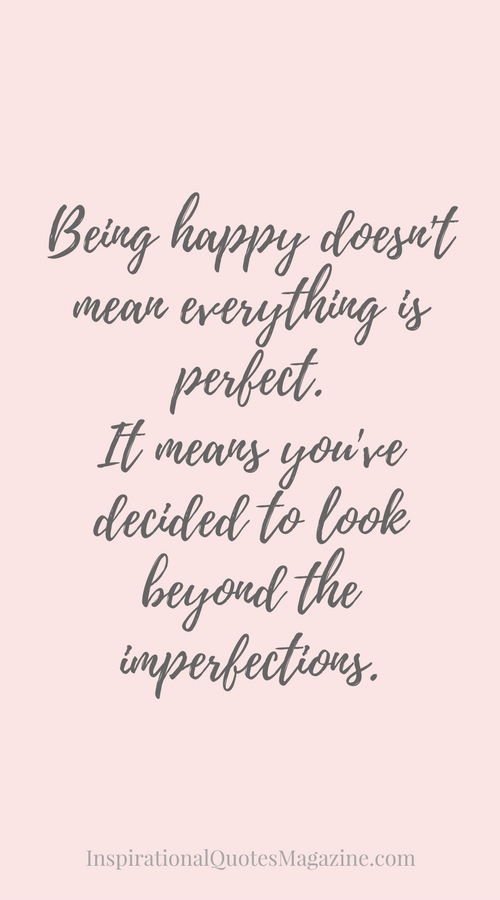 Being happy doesn't
mean everything is
perfect.
It means you've
decided to look
beyond the
imperfections.
InspirationalQuotesMagazine.com